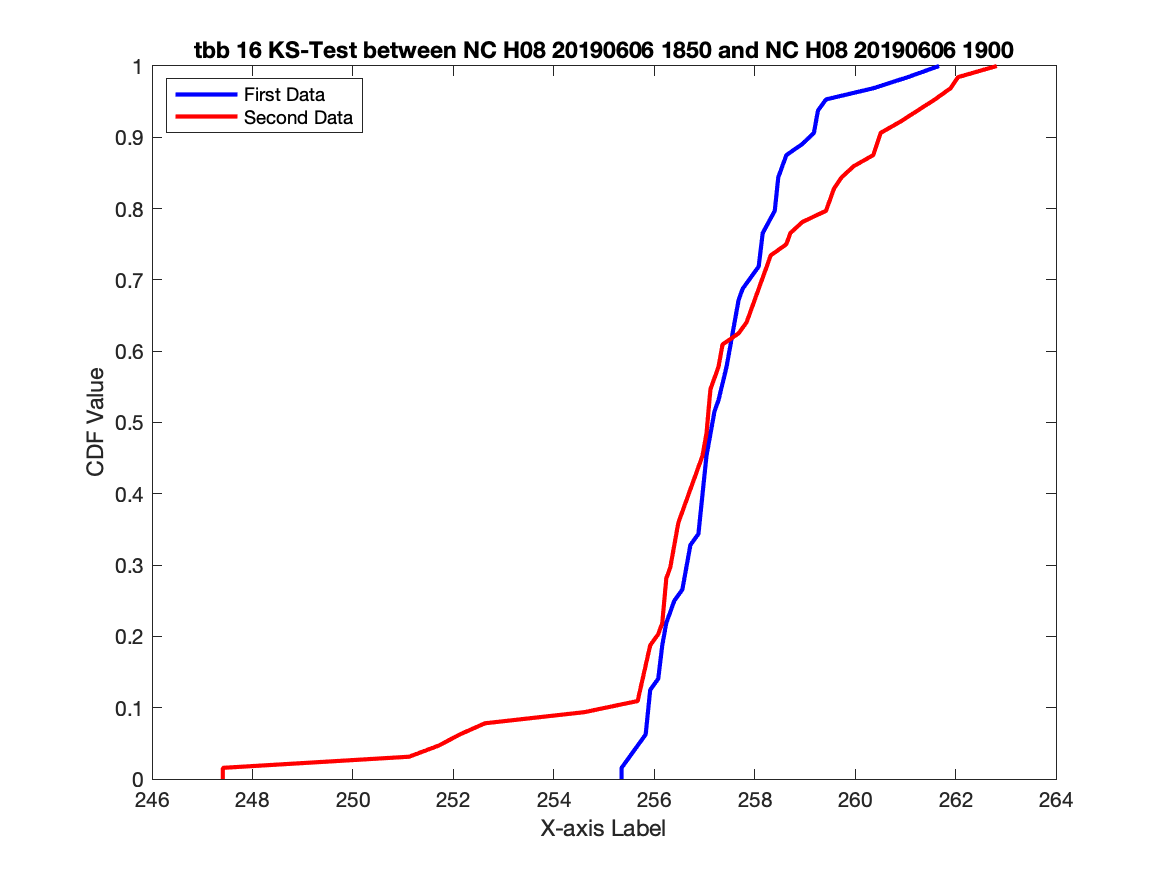 tbb 16 KS-Test between NC H08 20190606 1850 and NC H08 20190606 1900
First Data
Second Data
1
0.9
0.8
0.7
0.6
0.5
0.4
0.3
0.2
0.1
0
CDF Value
246 248 250 252 254 256 258 260 262 264
X-axis Label